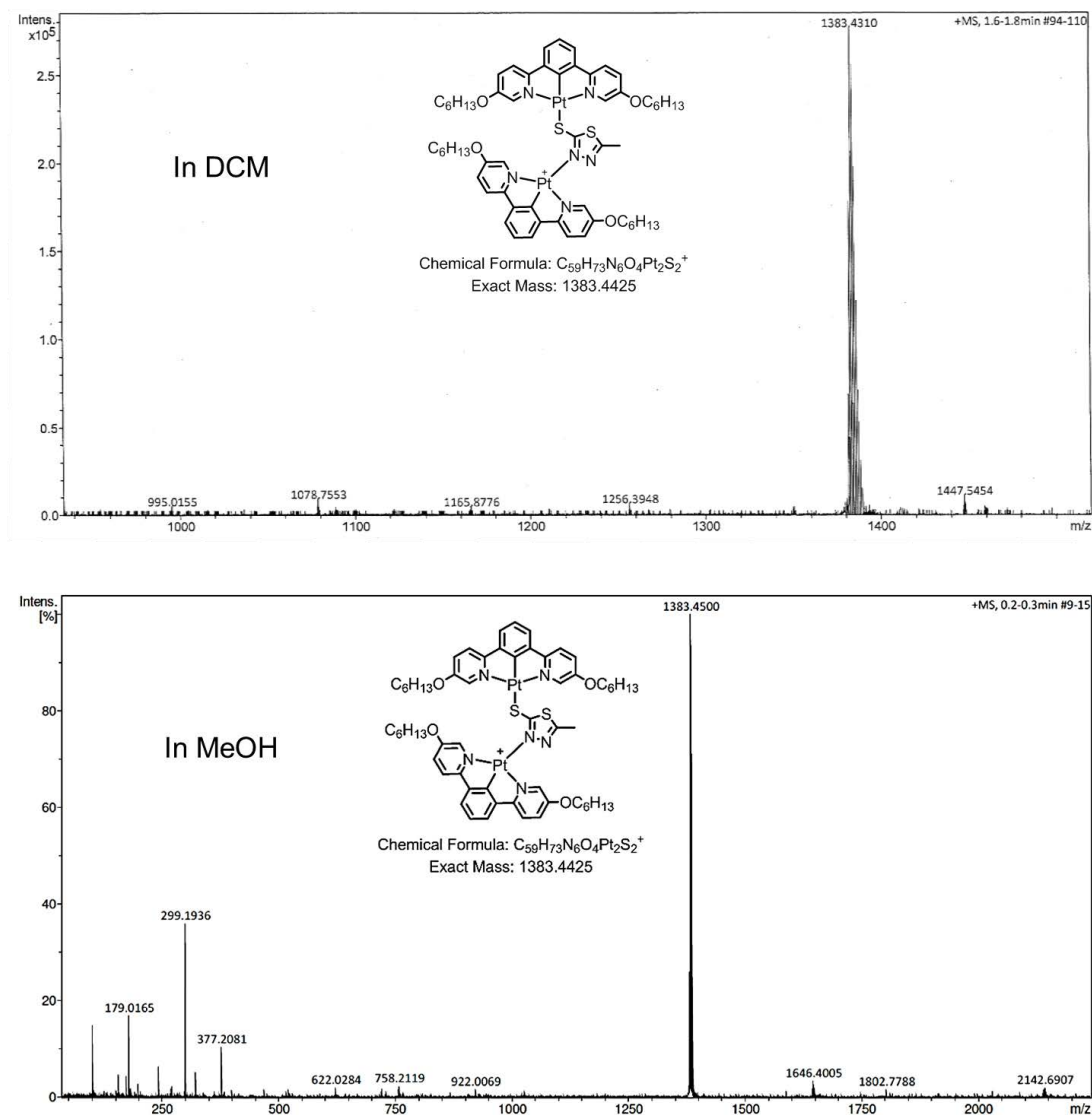 Intens.
x10⁵
+MS, 1.6-1.8min #94-110
1383.4310
2.5
C₆H₁₃O
N
Pt
N
OC₆H₁₃
S
S
In DCM
C₆H₁₃O
N
N
2.0
N
Pt
+
N
OC₆H₁₃
Chemical Formula: C₅₉H₇₃N₆O₄Pt₂S₂⁺
Exact Mass: 1383.4425
1.5
1.0
0.5
995.0155
1078.7553
1165.8776
1256.3948
1447.5454
0.0
1000
1100
1200
1300
1400
m/z
Intens.
[%]
+MS, 0.2-0.3min #9-15
1383.4500
C₆H₁₃O
N
Pt
N
OC₆H₁₃
S
S
80
In MeOH
C₆H₁₃O
N
N
N
Pt
+
N
OC₆H₁₃
60
Chemical Formula: C₅₉H₇₃N₆O₄Pt₂S₂⁺
Exact Mass: 1383.4425
40
299.1936
20
179.0165
377.2081
622.0284
758.2119
922.0069
1646.4005
1802.7788
2142.6907
0
250
500
750
1000
1250
1500
1750
2000
m/z